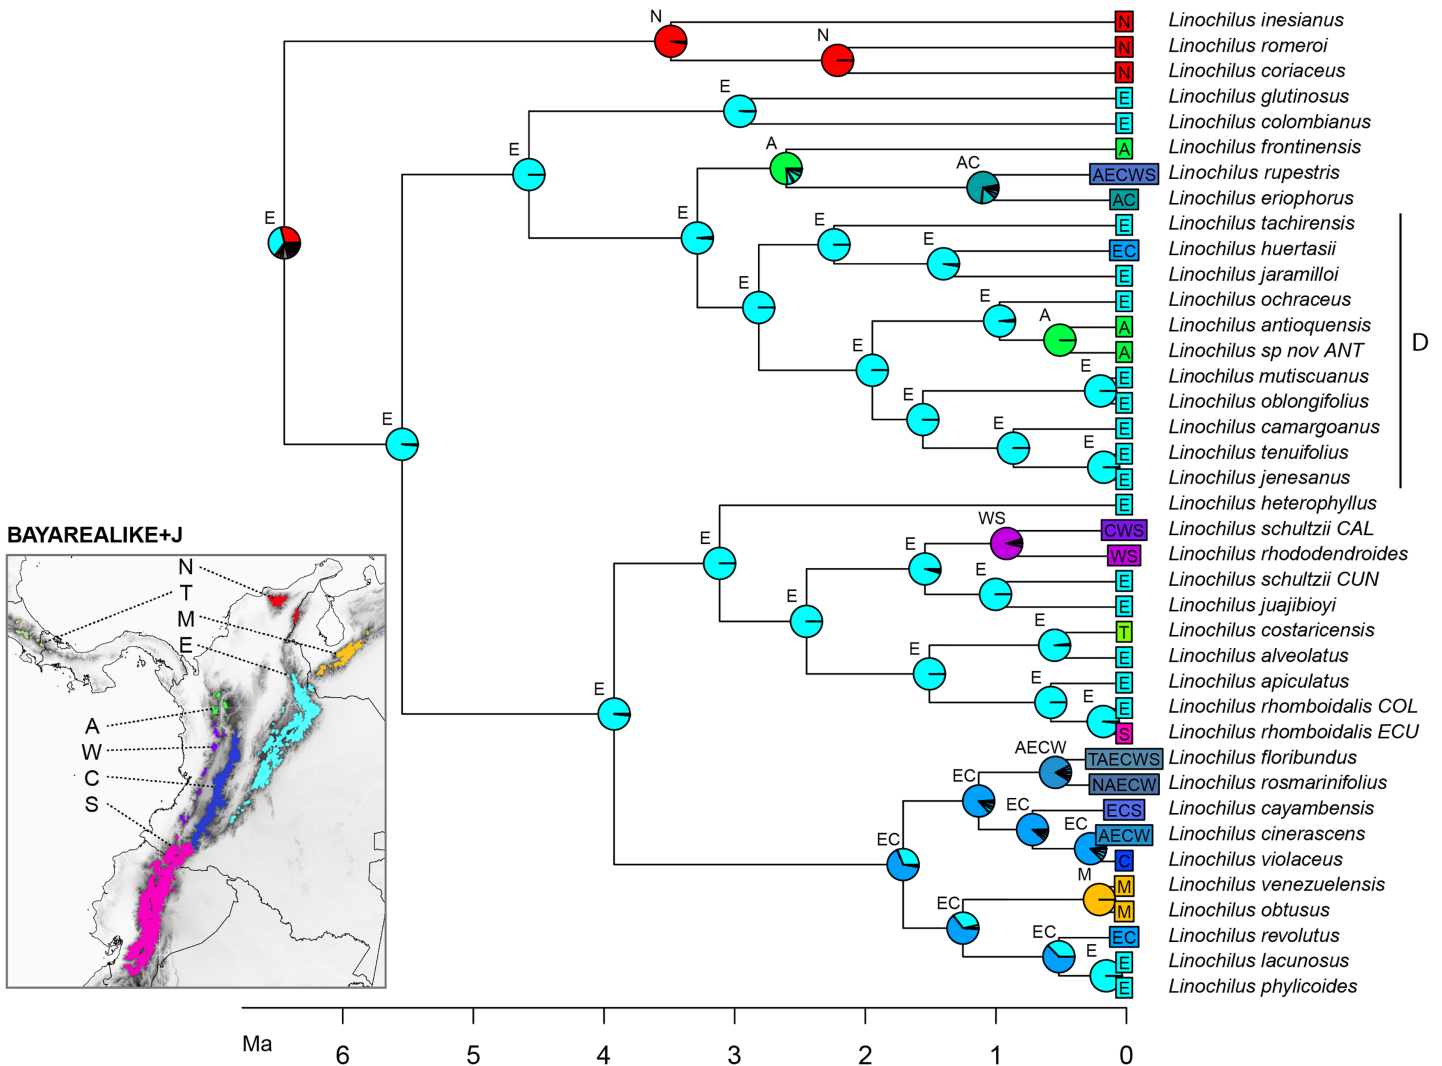 N N Linochilus inesianus
N N Linochilus romeroi
N Linochilus coriaceus
E E Linochilus glutinosus
E Linochilus colombianus
E A A Linochilus frontinensis
AC AECWS Linochilus rupestris
AC Linochilus eriophorus
E E E E Linochilus tachirensis
E EC Linochilus huertasii
E E Linochilus jaramilloi
E E Linochilus ochraceus
A A Linochilus antioquensis
E A Linochilus sp nov ANT
D
E E Linochilus mutiscuanus
E E Linochilus oblongifolius
E E E Linochilus camargoanus
E E Linochilus tenuifolius
E Linochilus jenesanus
E Linochilus heterophyllus
WS CWS Linochilus schultzii CAL
E E WS Linochilus rhododendroides
E E Linochilus schultzii CUN
E E Linochilus juajibioyi
E T Linochilus costaricensis
E E Linochilus alveolatus
E E Linochilus apiculatus
E E E Linochilus rhomboidalis COL
S Linochilus rhomboidalis ECU
AECW TAECWS Linochilus floribundus
EC NAECW Linochilus rosmarinifolius
EC ECS Linochilus cayambensis
EC EC AECW Linochilus cinerascens
C Linochilus violaceus
M M Linochilus venezuelensis
EC M Linochilus obtusus
EC EC Linochilus revolutus
E E Linochilus lacunosus
E Linochilus phylicoides
BAYAREALIKE+J
N
T
M
E
A
W
C
S
Ma 6 5 4 3 2 1 0